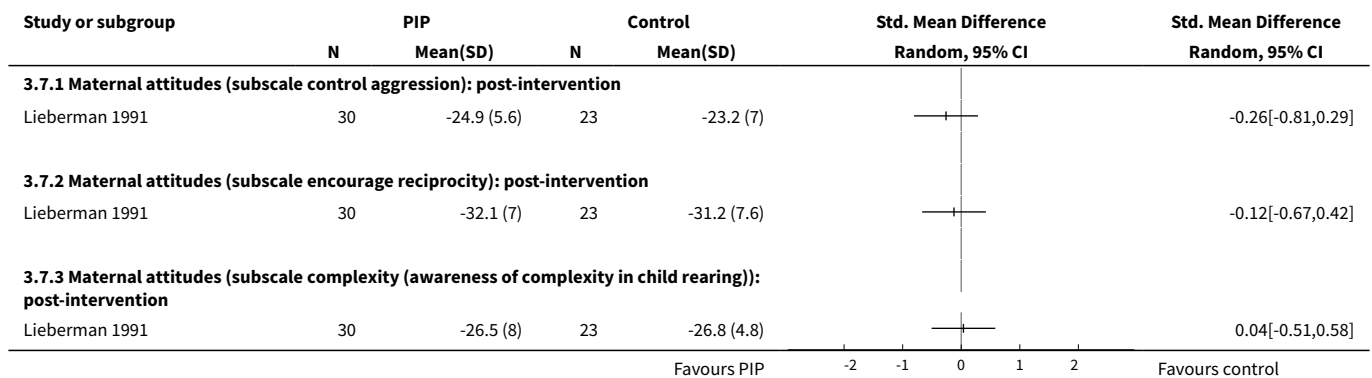 Study or subgroup PIP Control Std. Mean Difference Std. Mean Difference
N Mean(SD) N Mean(SD) Random, 95% CI Random, 95% CI
3.7.1 Maternal attitudes (subscale control aggression): post-intervention
Lieberman 1991 30 -24.9 (5.6) 23 -23.2 (7) -0.26[-0.81,0.29]
3.7.2 Maternal attitudes (subscale encourage reciprocity): post-intervention
Lieberman 1991 30 -32.1 (7) 23 -31.2 (7.6) -0.12[-0.67,0.42]
3.7.3 Maternal attitudes (subscale complexity (awareness of complexity in child rearing)):
post-intervention
Lieberman 1991 30 -26.5 (8) 23 -26.8 (4.8) 0.04[-0.51,0.58]
Favours PIP -2 -1 0 1 2 Favours control